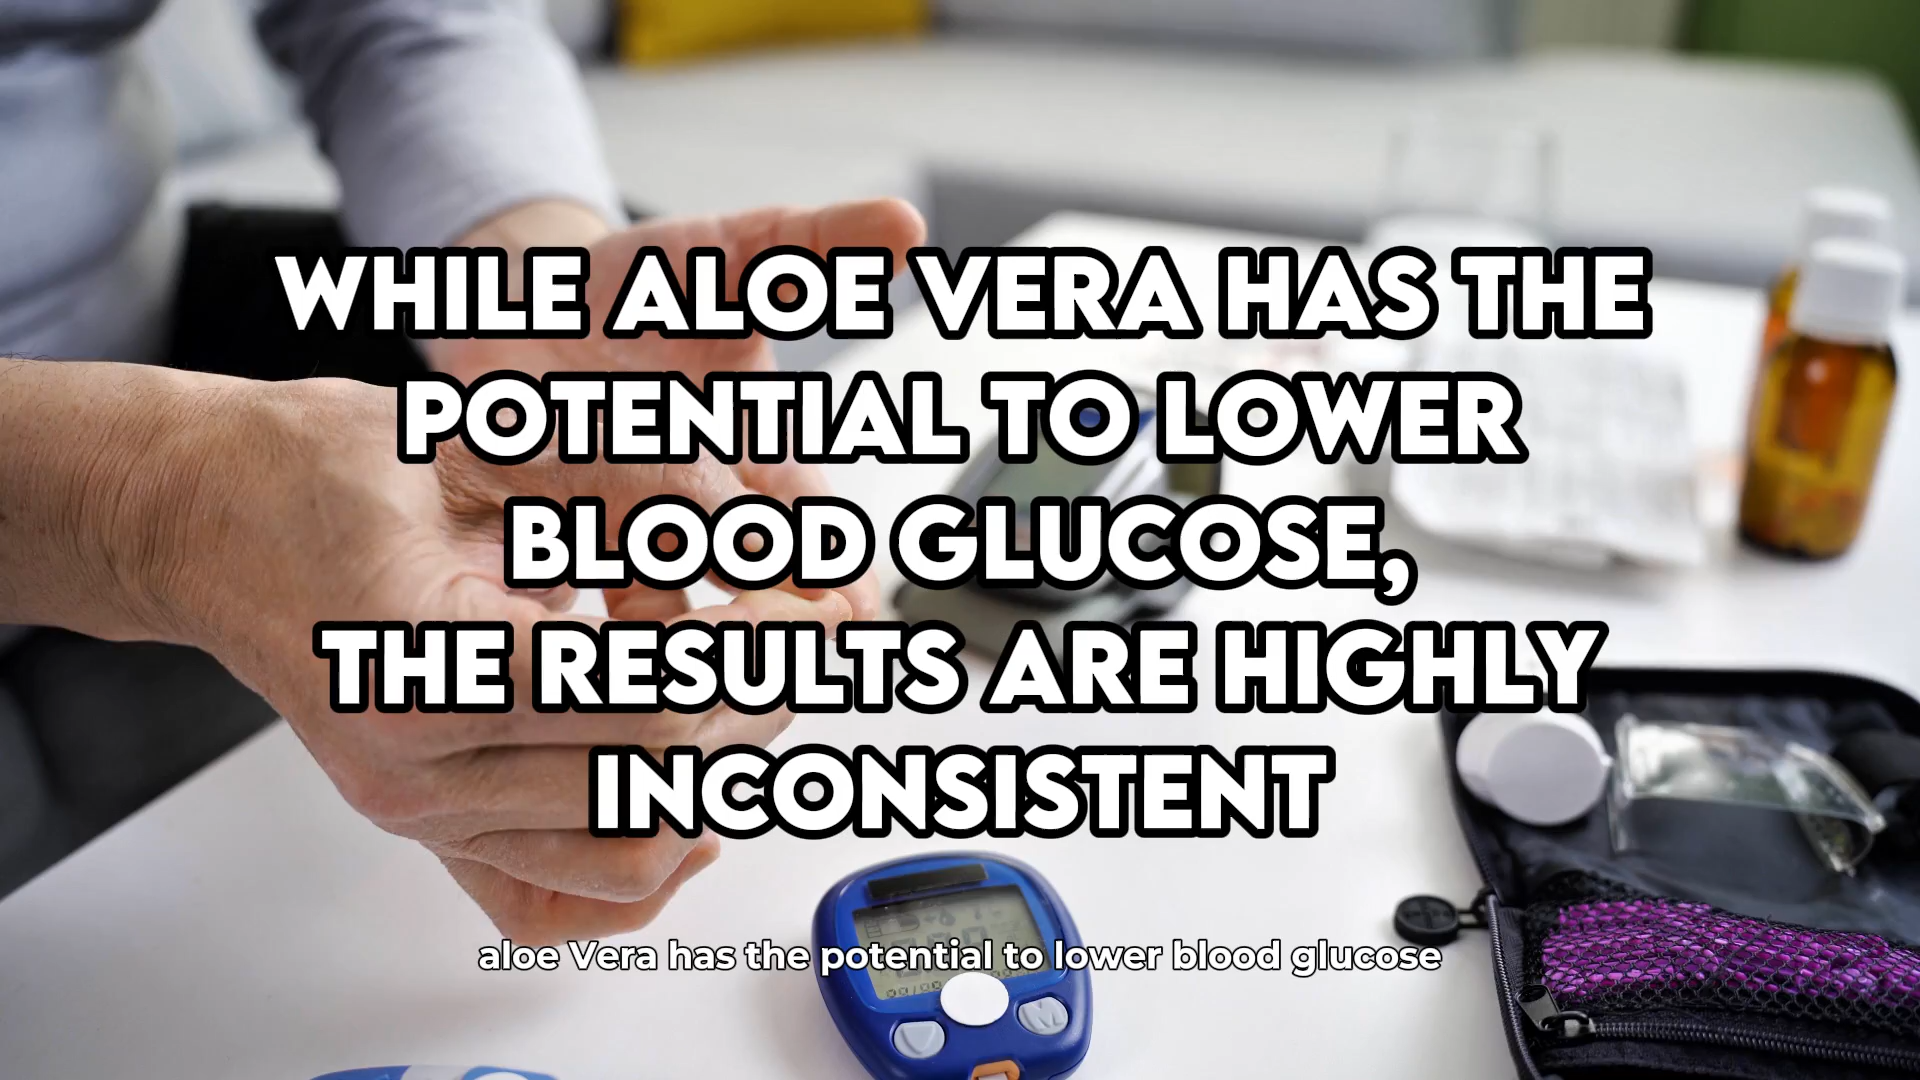 WHILE ALOE VERA HAS THE
POTENTIAL TO LOWER
BLOOD GLUCOSE,
THE RESULTS ARE HIGHLY
INCONSISTENT
aloe Vera has the potential to lower blood glucose